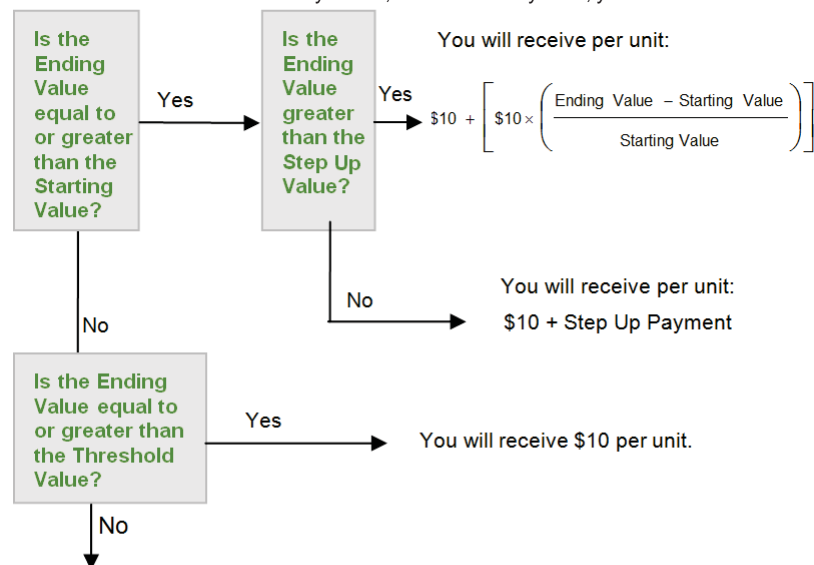 Is the
Ending
Value
equal to
or greater
than the
Starting
Value?
Yes
Is the
Ending
Value
greater
than the
Step Up
Value?
Yes
You will receive per unit:
$10 + [ $10 × ( Ending Value – Starting Value
Starting Value ) ]
No
You will receive per unit:
$10 + Step Up Payment
No
Is the Ending
Value equal to
or greater than
the Threshold
Value?
Yes
You will receive $10 per unit.
No